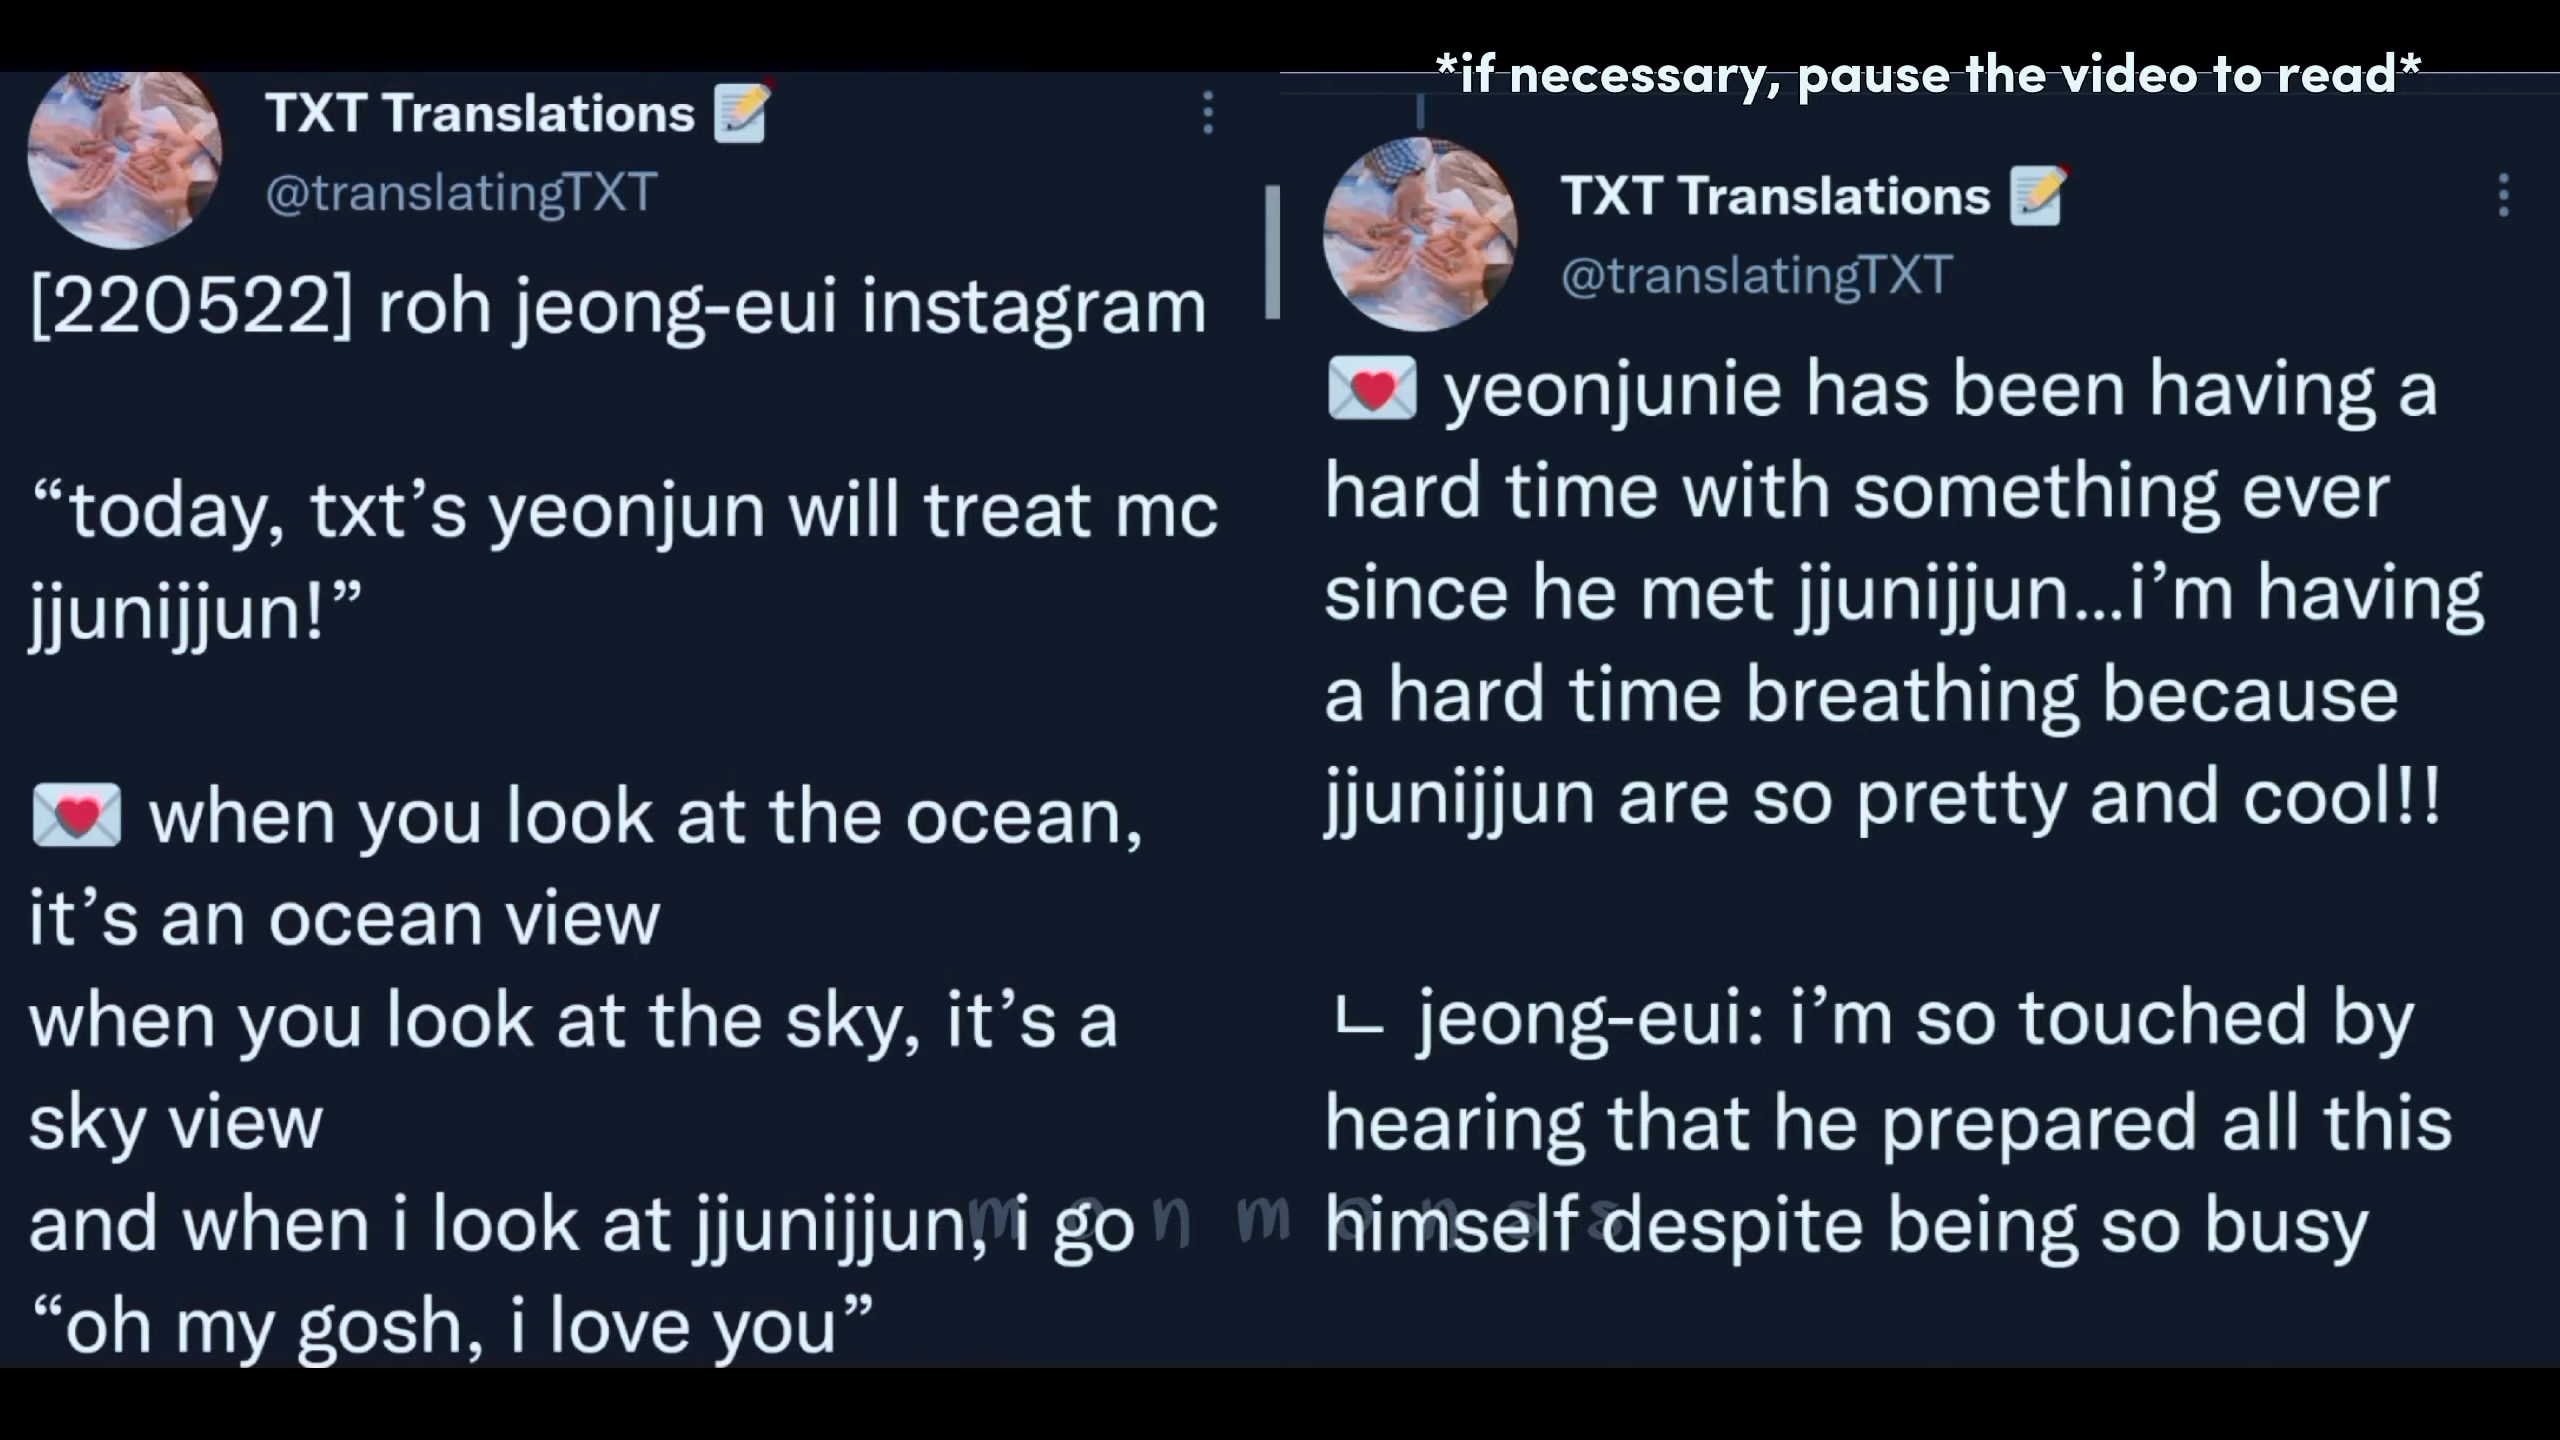 *if necessary, pause the video to read*
TXT Translations 📝
@translatingTXT
[220522] roh jeong-eui instagram
“today, txt’s yeonjun will treat mc
jjunijjun!”
💌 when you look at the ocean,
it’s an ocean view
when you look at the sky, it’s a
sky view
and when i look at jjunijjun, i go
“oh my gosh, i love you”
TXT Translations 📝
@translatingTXT
💌 yeonjunie has been having a
hard time with something ever
since he met jjunijjun...i’m having
a hard time breathing because
jjunijjun are so pretty and cool!!
ㄴ jeong-eui: i’m so touched by
hearing that he prepared all this
himself despite being so busy